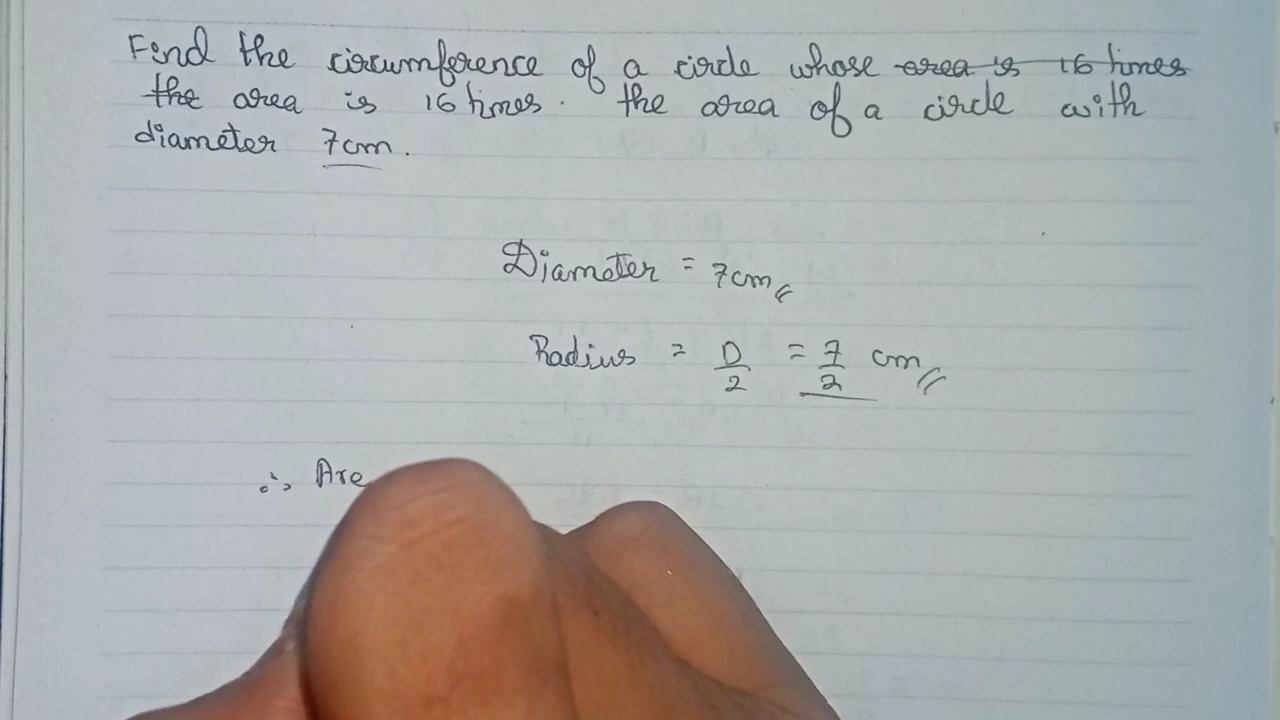 Find the circumference of a circle whose area is 16 times
the area is 16 times. the area of a circle with
diameter 7cm.
Diameter = 7cm
Radius = D/2 = 7/2 cm
∴ Are